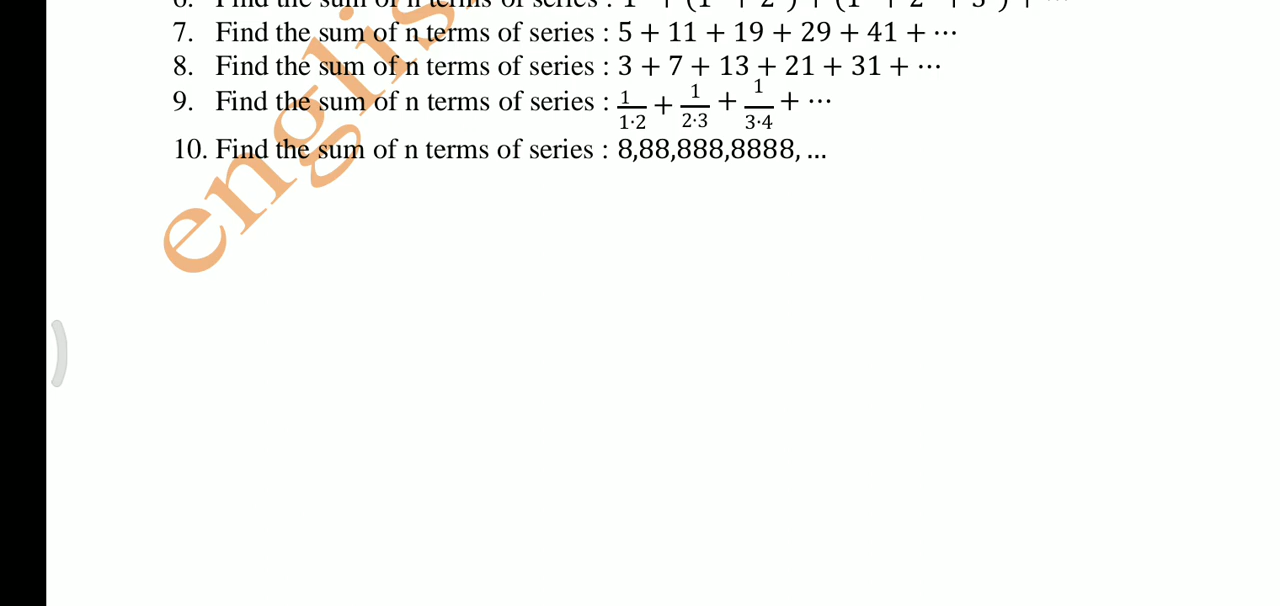 7. Find the sum of n terms of series : 5 + 11 + 19 + 29 + 41 + ⋯
8. Find the sum of n terms of series : 3 + 7 + 13 + 21 + 31 + ⋯
9. Find the sum of n terms of series : 1/1·2 + 1/2·3 + 1/3·4 + ⋯
10. Find the sum of n terms of series : 8,88,888,8888, …
englis